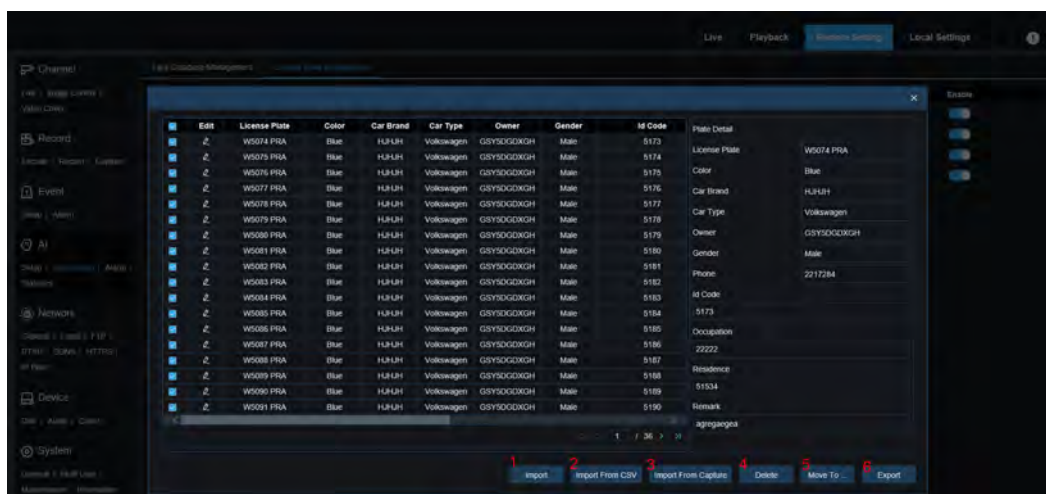 Live Playback Remote Setting Local Settings
Channel
Enable
Record
Event
AI
Network
Device
System
Edit License Plate Color Car Brand Car Type Owner Gender Id Code
W5074 PRA Blue HJHJH Volkswagen GSY5DGDXGH Male 5173
W5075 PRA Blue HJHJH Volkswagen GSY5DGDXGH Male 5174
W5076 PRA Blue HJHJH Volkswagen GSY5DGDXGH Male 5175
W5077 PRA Blue HJHJH Volkswagen GSY5DGDXGH Male 5176
W5078 PRA Blue HJHJH Volkswagen GSY5DGDXGH Male 5177
W5079 PRA Blue HJHJH Volkswagen GSY5DGDXGH Male 5178
W5080 PRA Blue HJHJH Volkswagen GSY5DGDXGH Male 5179
W5081 PRA Blue HJHJH Volkswagen GSY5DGDXGH Male 5180
W5082 PRA Blue HJHJH Volkswagen GSY5DGDXGH Male 5181
W5083 PRA Blue HJHJH Volkswagen GSY5DGDXGH Male 5182
W5084 PRA Blue HJHJH Volkswagen GSY5DGDXGH Male 5183
W5085 PRA Blue HJHJH Volkswagen GSY5DGDXGH Male 5184
W5086 PRA Blue HJHJH Volkswagen GSY5DGDXGH Male 5185
W5087 PRA Blue HJHJH Volkswagen GSY5DGDXGH Male 5186
W5088 PRA Blue HJHJH Volkswagen GSY5DGDXGH Male 5187
W5089 PRA Blue HJHJH Volkswagen GSY5DGDXGH Male 5188
W5090 PRA Blue HJHJH Volkswagen GSY5DGDXGH Male 5189
W5091 PRA Blue HJHJH Volkswagen GSY5DGDXGH Male 5190
1 / 36
Plate Detail
License Plate W5074 PRA
Color Blue
Car Brand HJHJH
Car Type Volkswagen
Owner GSY5DGDXGH
Gender Male
Phone 2217284
Id Code
5173
Occupation
22222
Residence
51534
Remark
agregaegea
1 2 3 4 5 6
Import Import From CSV Import From Capture Delete Move To ... Export